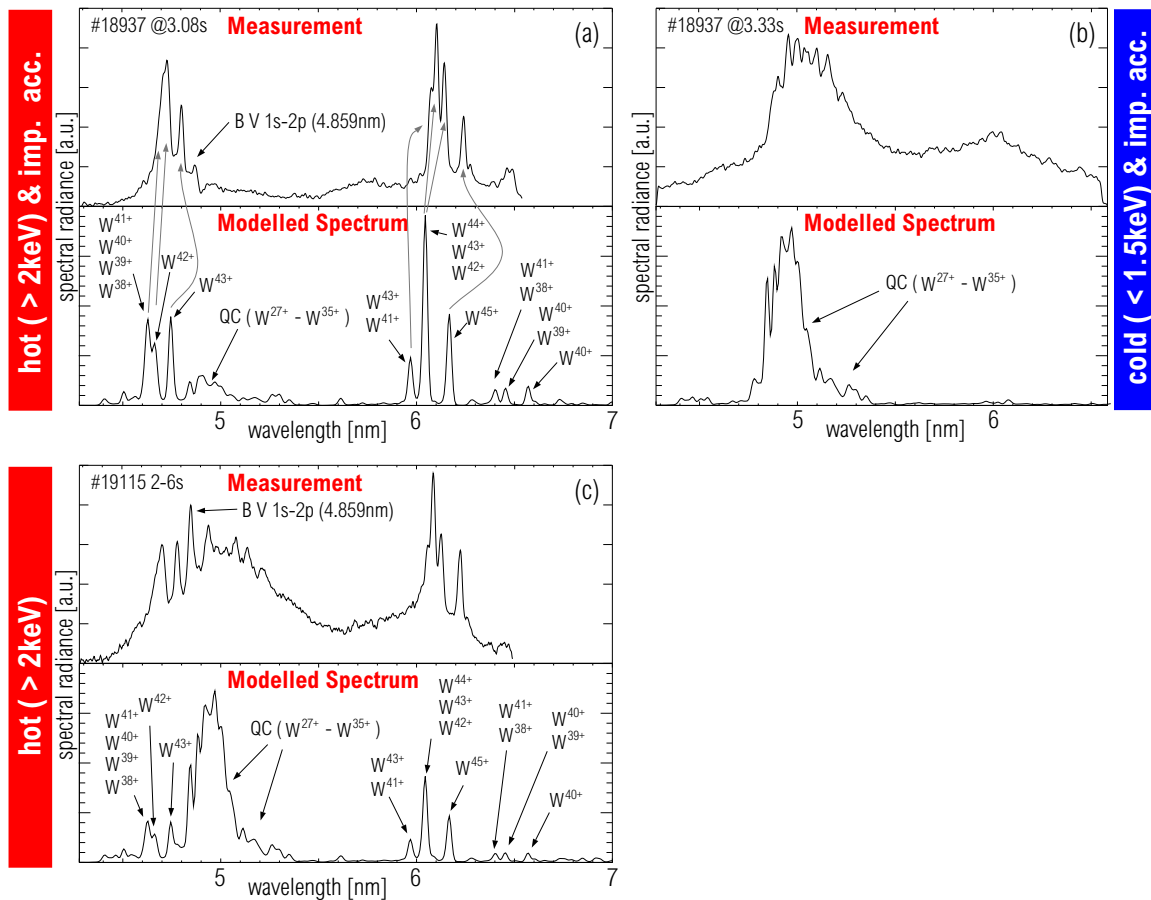 hot ( > 2keV) & imp. acc.
#18937 @3.08s
Measurement
(a)
B V 1s-2p (4.859nm)
spectral radiance [a.u.]
Modelled Spectrum
W41+
W40+
W39+
W38+
W42+
W43+
QC ( W27+ - W35+ )
W43+
W41+
W44+
W43+
W42+
W45+
W41+
W38+
W40+
W39+
W40+
5 6 7
wavelength [nm]
#18937 @3.33s
Measurement
(b)
spectral radiance [a.u.]
Modelled Spectrum
QC ( W27+ - W35+ )
5 6
wavelength [nm]
cold ( < 1.5keV) & imp. acc.
hot ( > 2keV)
#19115 2-6s
Measurement
(c)
B V 1s-2p (4.859nm)
spectral radiance [a.u.]
Modelled Spectrum
W41+
W40+
W39+
W38+
W42+
W43+
QC ( W27+ - W35+ )
W43+
W41+
W44+
W43+
W42+
W45+
W41+
W38+
W40+
W39+
W40+
5 6 7
wavelength [nm]